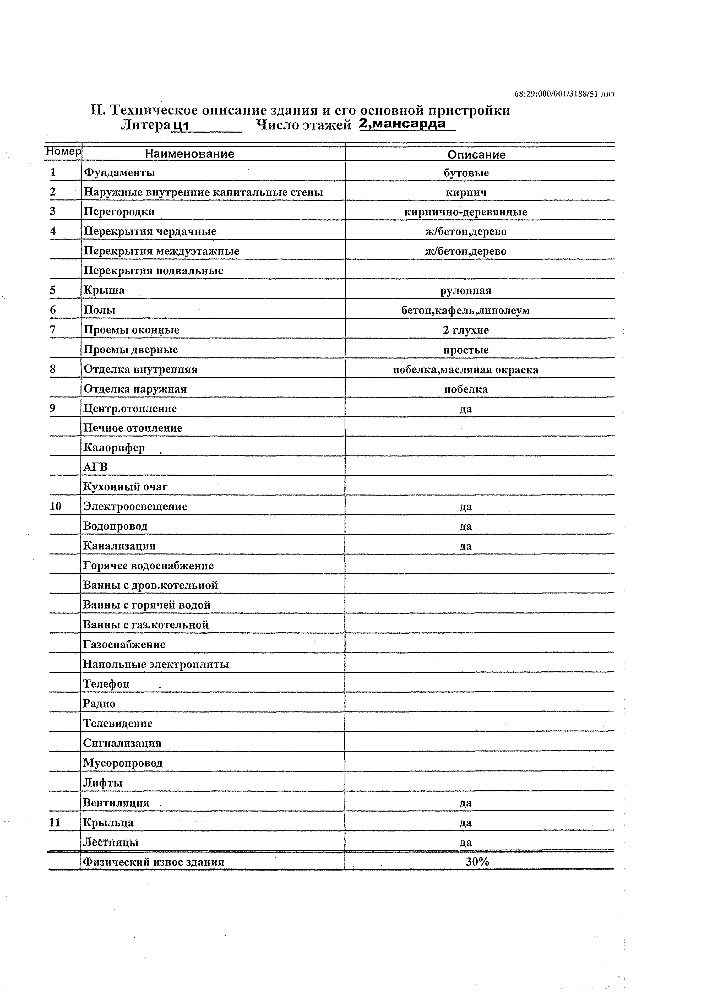 68:29:000/001/3188/51 лит
II. Техническое описание здания и его основной пристройки
Литера Ц1 Число этажей 2,мансарда
Номер Наименование Описание
1 Фундаменты бутовые
2 Наружные внутренние капитальные стены кирпич
3 Перегородки кирпично-деревянные
4 Перекрытия чердачные ж/бетон,дерево
Перекрытия междуэтажные ж/бетон,дерево
Перекрытия подвальные
5 Крыша рулонная
6 Полы бетон,кафель,линолеум
7 Проемы оконные 2 глухие
Проемы дверные простые
8 Отделка внутренняя побелка,масляная окраска
Отделка наружная побелка
9 Центр.отопление да
Печное отопление
Калорифер
АГВ
Кухонный очаг
10 Электроосвещение да
Водопровод да
Канализация да
Горячее водоснабжение
Ванны с дров.котельной
Ванны с горячей водой
Ванны с газ.котельной
Газоснабжение
Напольные электроплиты
Телефон
Радио
Телевидение
Сигнализация
Мусоропровод
Лифты
Вентиляция да
11 Крыльца да
Лестницы да
Физический износ здания 30%